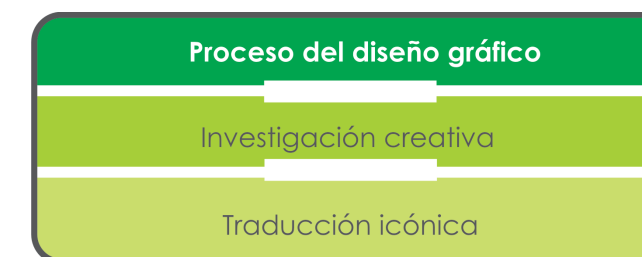 Proceso del diseño gráfico
Investigación creativa
Traducción icónica